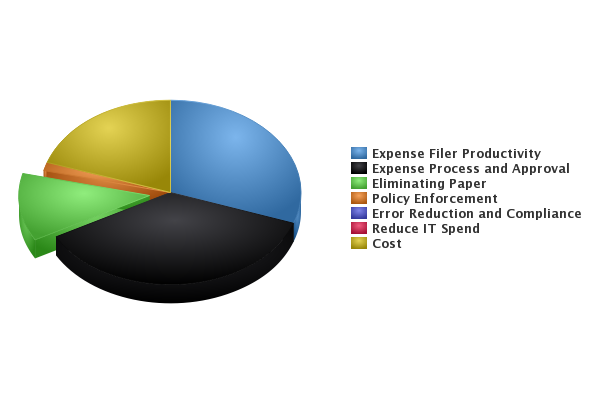 Expense Filer Productivity
Expense Process and Approval
Eliminating Paper
Policy Enforcement
Error Reduction and Compliance
Reduce IT Spend
Cost